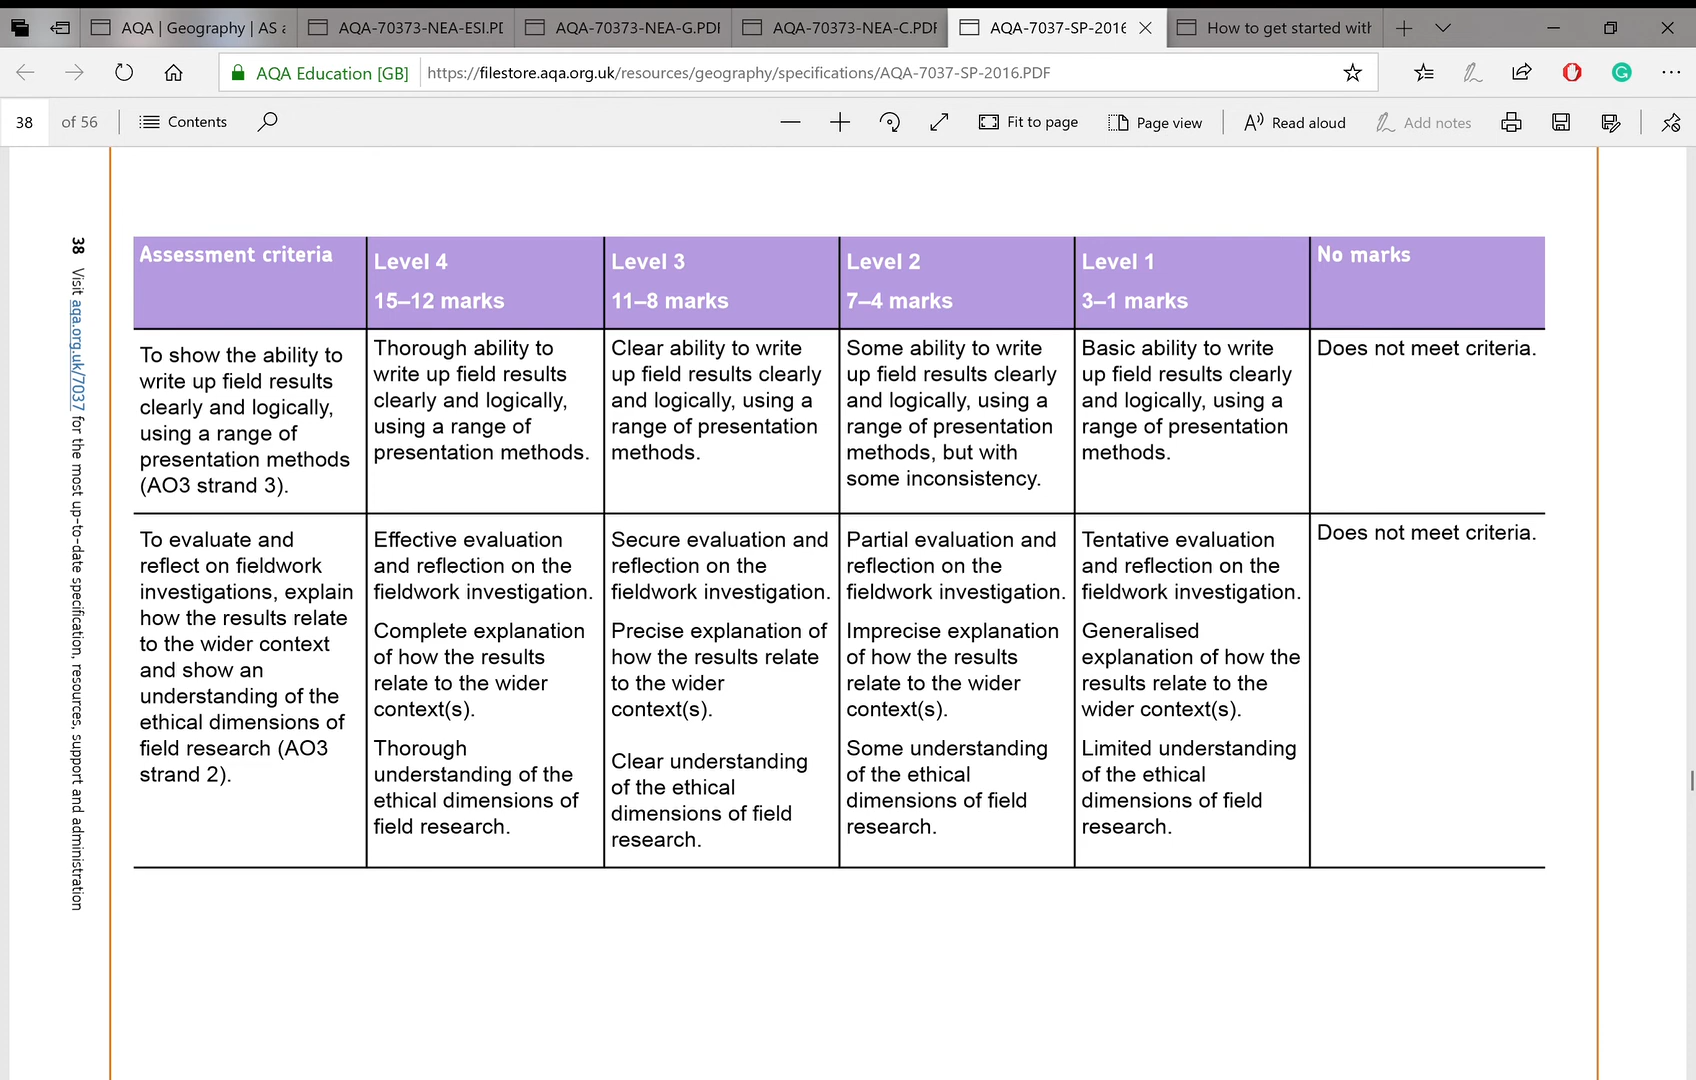 AQA | Geography | AS a
AQA-70373-NEA-ESI.PD
AQA-70373-NEA-G.PDF
AQA-70373-NEA-C.PDF
AQA-7037-SP-2016
How to get started with
AQA Education [GB]
https://filestore.aqa.org.uk/resources/geography/specifications/AQA-7037-SP-2016.PDF
38 of 56
Contents
Fit to page
Page view
A Read aloud
Add notes
38 Visit aqa.org.uk/7037 for the most up-to-date specification, resources, support and administration
Assessment criteria
Level 4
15–12 marks
Level 3
11–8 marks
Level 2
7–4 marks
Level 1
3–1 marks
No marks
To show the ability to
write up field results
clearly and logically,
using a range of
presentation methods
(AO3 strand 3).
Thorough ability to
write up field results
clearly and logically,
using a range of
presentation methods.
Clear ability to write
up field results clearly
and logically, using a
range of presentation
methods.
Some ability to write
up field results clearly
and logically, using a
range of presentation
methods, but with
some inconsistency.
Basic ability to write
up field results clearly
and logically, using a
range of presentation
methods.
Does not meet criteria.
To evaluate and
reflect on fieldwork
investigations, explain
how the results relate
to the wider context
and show an
understanding of the
ethical dimensions of
field research (AO3
strand 2).
Effective evaluation
and reflection on the
fieldwork investigation.
Complete explanation
of how the results
relate to the wider
context(s).
Thorough
understanding of the
ethical dimensions of
field research.
Secure evaluation and
reflection on the
fieldwork investigation.
Precise explanation of
how the results relate
to the wider
context(s).
Clear understanding
of the ethical
dimensions of field
research.
Partial evaluation and
reflection on the
fieldwork investigation.
Imprecise explanation
of how the results
relate to the wider
context(s).
Some understanding
of the ethical
dimensions of field
research.
Tentative evaluation
and reflection on the
fieldwork investigation.
Generalised
explanation of how the
results relate to the
wider context(s).
Limited understanding
of the ethical
dimensions of field
research.
Does not meet criteria.